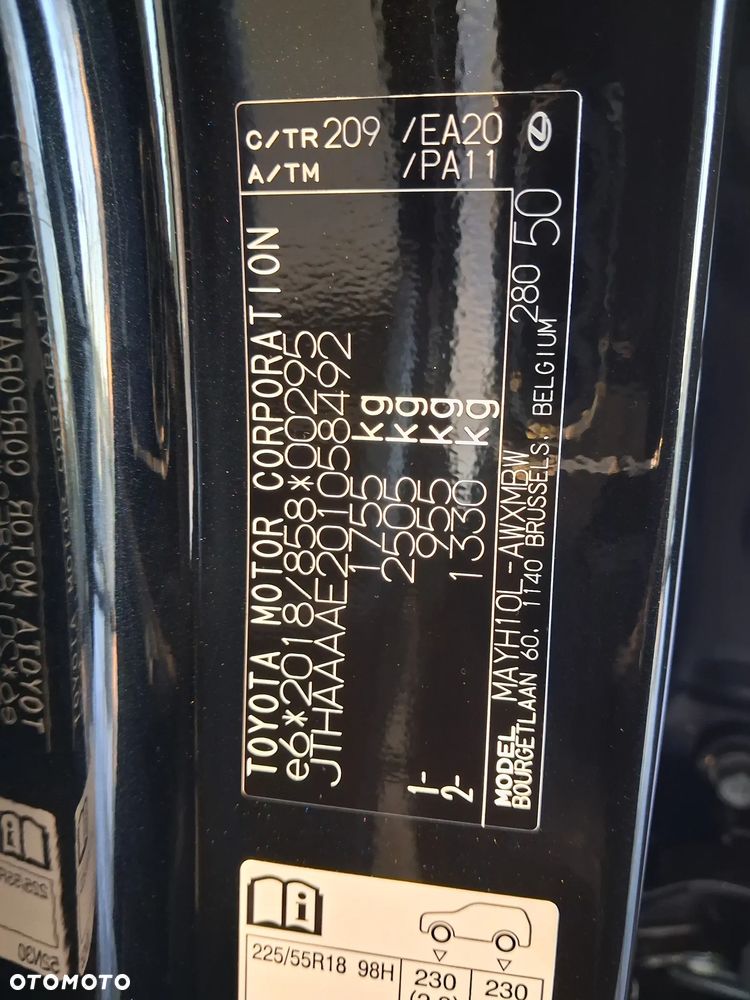 C/TR 209 /EA20
A/TM /PA11
TOYOTA MOTOR CORPORATION
e6*2018/858*00295
JTHAAAAE201058492
1755 kg
2505 kg
1- 955 kg
2- 1330 kg
MODEL MAYH10L-AWXMBW 280 50
BOURGETLAAN 60, 1140 BRUSSELS, BELGIUM
225/55R18 98H 230 230
OTOMOTO